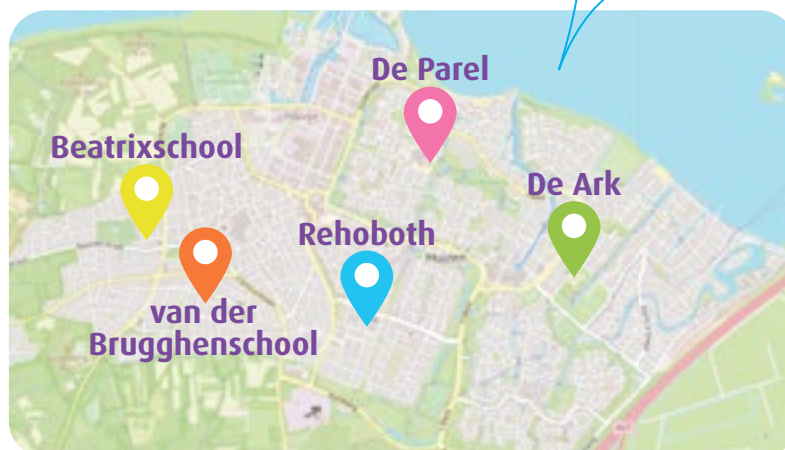 De Parel
Beatrixschool
De Ark
Rehoboth
van der
Brugghenschool